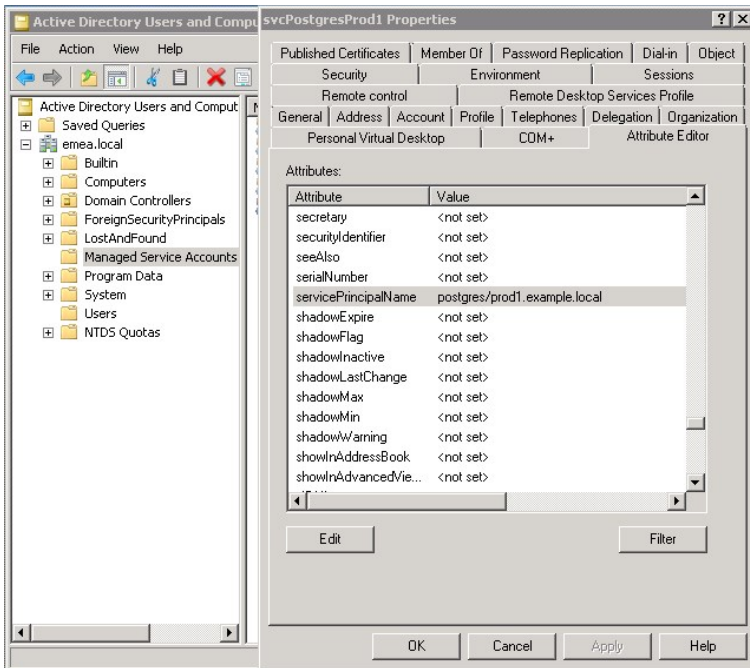 Active Directory Users and Compu
File Action View Help
Active Directory Users and Comput
Saved Queries
emea.local
Builtin
Computers
Domain Controllers
ForeignSecurityPrincipals
LostAndFound
Managed Service Accounts
Program Data
System
Users
NTDS Quotas
svcPostgresProd1 Properties
Published Certificates Member Of Password Replication Dial-in Object
Security Environment Sessions
Remote control Remote Desktop Services Profile
General Address Account Profile Telephones Delegation Organization
Personal Virtual Desktop COM+ Attribute Editor
Attributes:
Attribute Value
secretary <not set>
securityIdentifier <not set>
seeAlso <not set>
serialNumber <not set>
servicePrincipalName postgres/prod1.example.local
shadowExpire <not set>
shadowFlag <not set>
shadowInactive <not set>
shadowLastChange <not set>
shadowMax <not set>
shadowMin <not set>
shadowWarning <not set>
showInAddressBook <not set>
showInAdvancedVie... <not set>
Edit Filter
OK Cancel Apply Help